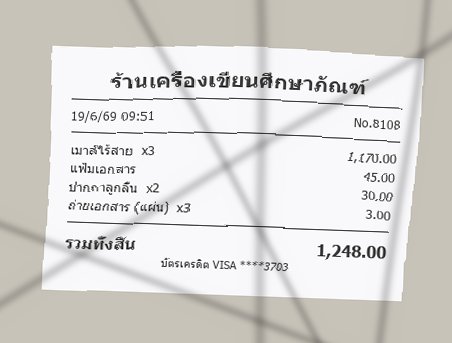 ร้านเครื่องเขียนศึกษาภัณฑ์
19/6/69 09:51 No.8108
เมาส์ไร้สาย x3 1,170.00
แฟ้มเอกสาร 45.00
ปากกาลูกลื่น x2 30.00
ถ่ายเอกสาร (แผ่น) x3 3.00
รวมทั้งสิ้น 1,248.00
บัตรเครดิต VISA ****3703